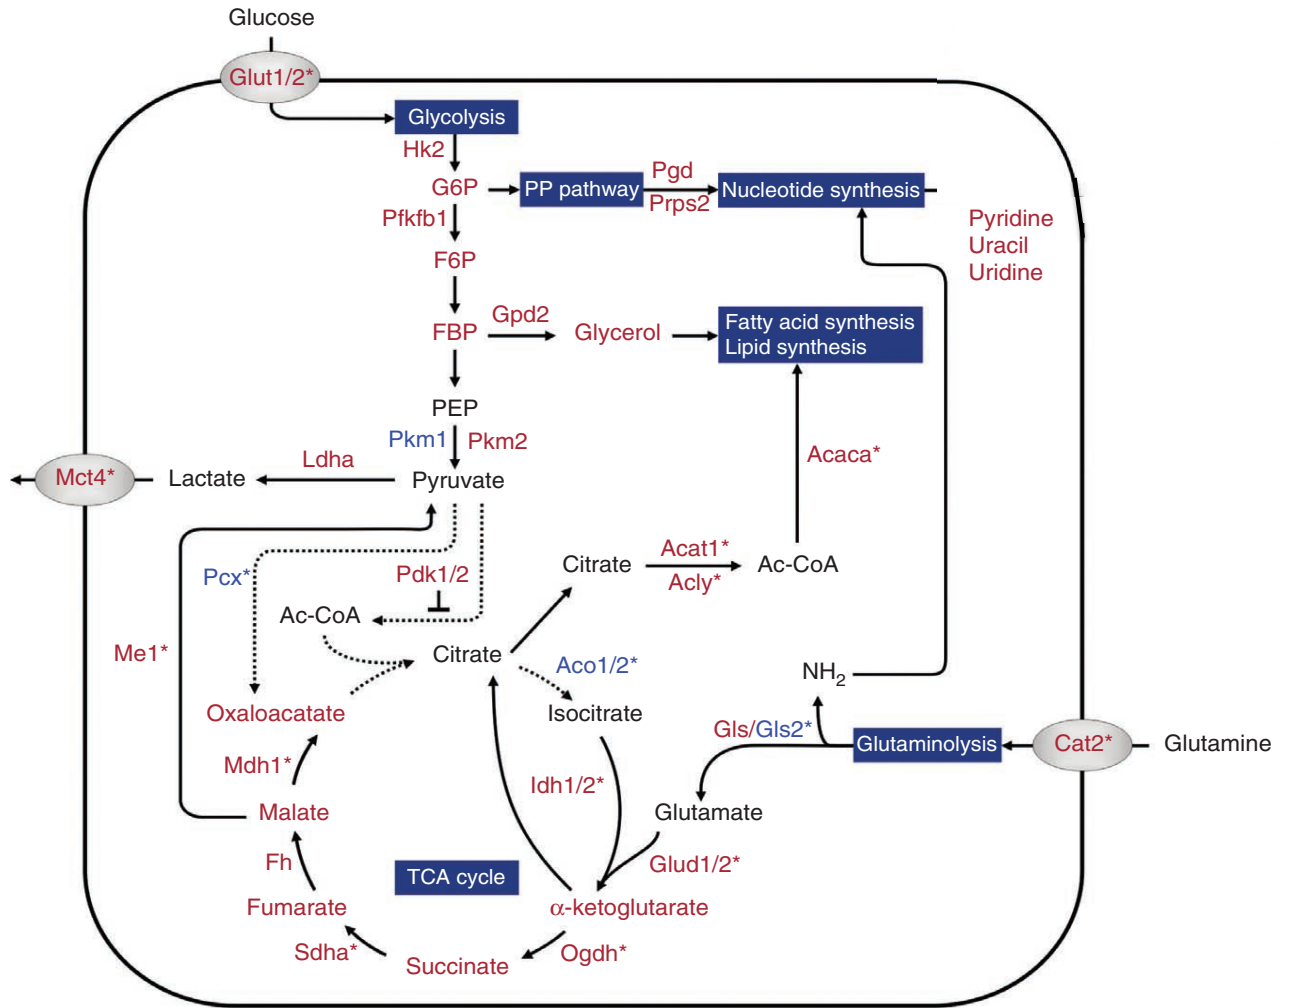 Glucose
Glut1/2*
Glycolysis
Hk2
G6P
PP pathway
Pgd
Prps2
Nucleotide synthesis
Pfkfb1
Pyridine
Uracil
Uridine
F6P
FBP
Gpd2
Glycerol
Fatty acid synthesis
Lipid synthesis
PEP
Pkm1
Pkm2
Acaca*
Mct4*
Lactate
Ldha
Pyruvate
Citrate
Acat1*
Acly*
Ac-CoA
Pcx*
Pdk1/2
Ac-CoA
Me1*
Citrate
Aco1/2*
NH2
Oxaloacatate
Isocitrate
Gls/Gls2*
Glutaminolysis
Cat2*
Glutamine
Mdh1*
Idh1/2*
Malate
Glutamate
Fh
TCA cycle
Glud1/2*
Fumarate
α-ketoglutarate
Sdha*
Succinate
Ogdh*